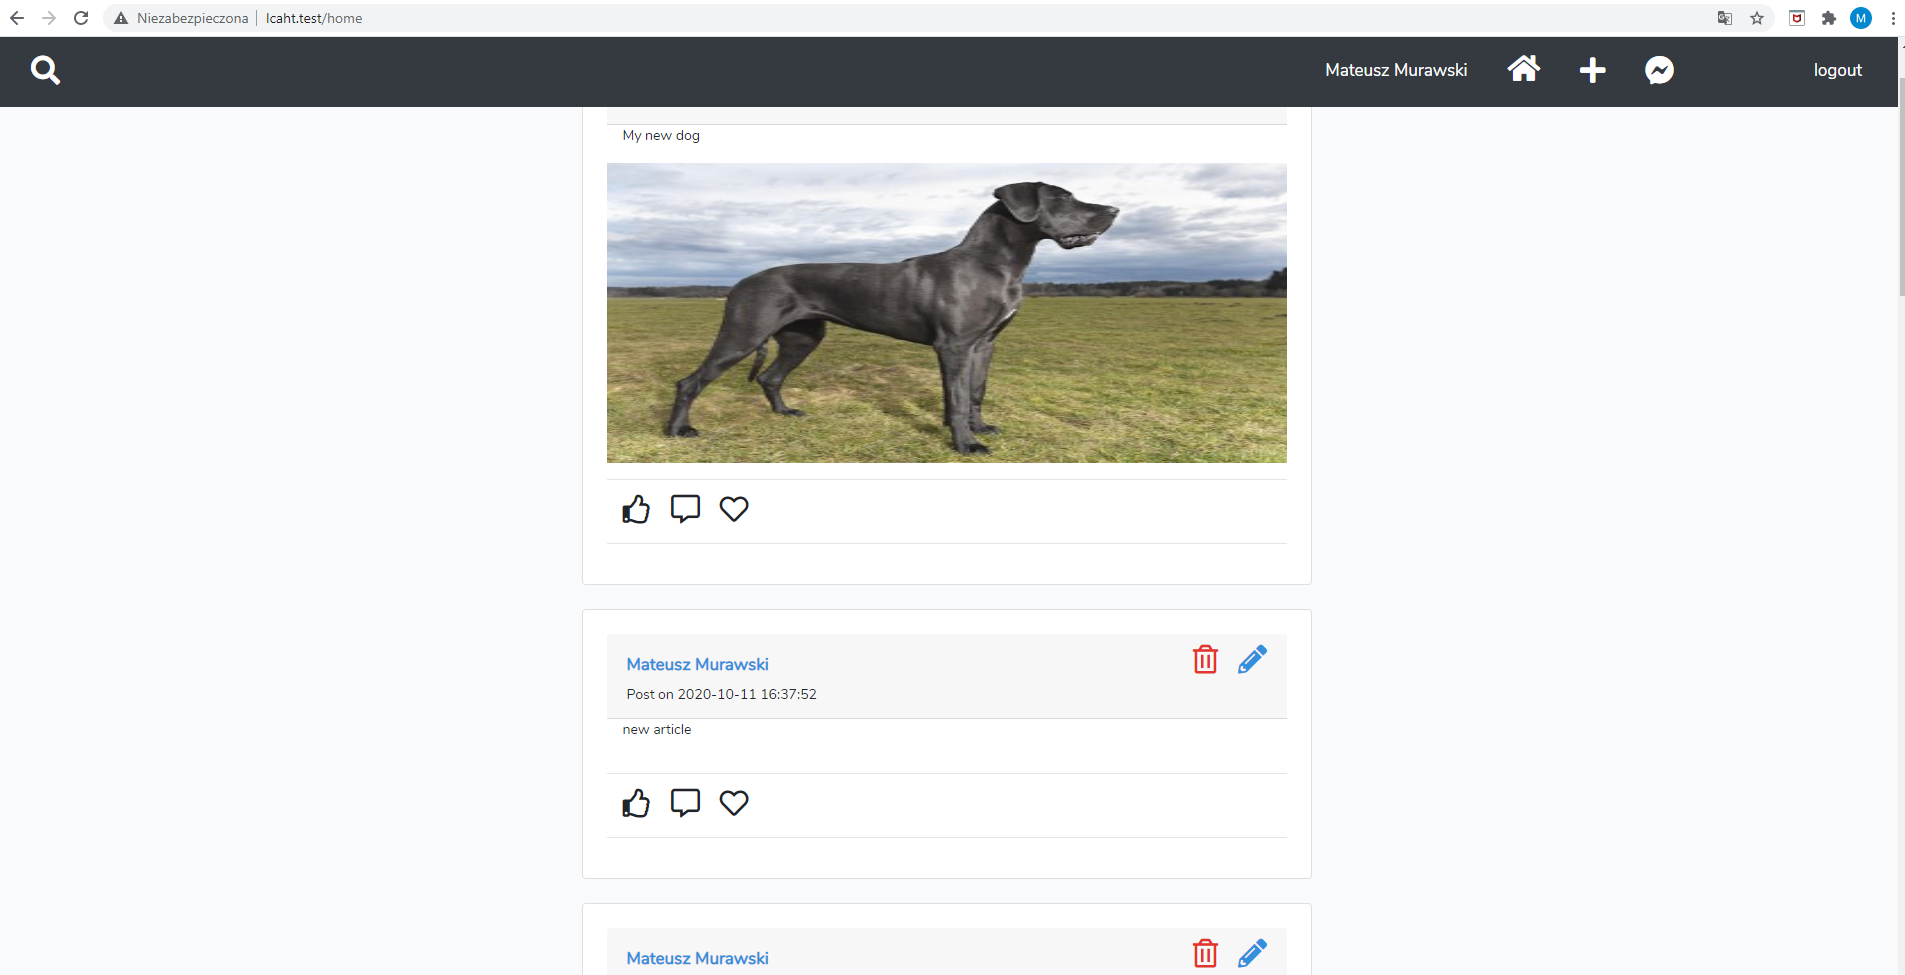 Niezabezpieczona lcaht.test/home
M
Mateusz Murawski
logout
My new dog
Mateusz Murawski
Post on 2020-10-11 16:37:52
new article
Mateusz Murawski